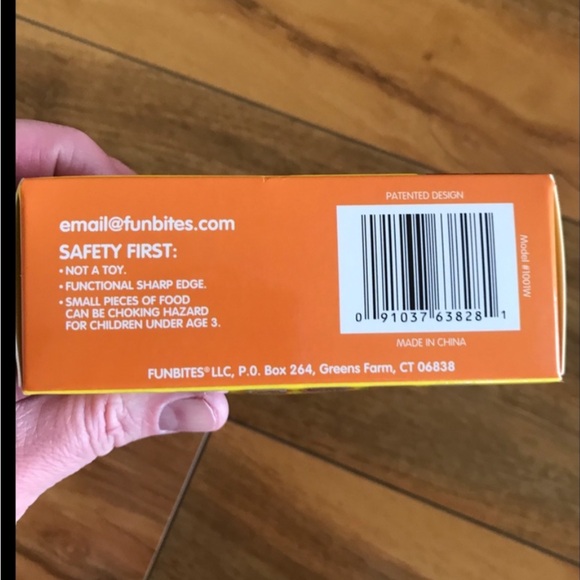 email@funbites.com
SAFETY FIRST:
• NOT A TOY.
• FUNCTIONAL SHARP EDGE.
• SMALL PIECES OF FOOD
CAN BE CHOKING HAZARD
FOR CHILDREN UNDER AGE 3.
PATENTED DESIGN
0 91037 63828 1
Model #1001W
MADE IN CHINA
FUNBITES® LLC, P.O. Box 264, Greens Farm, CT 06838